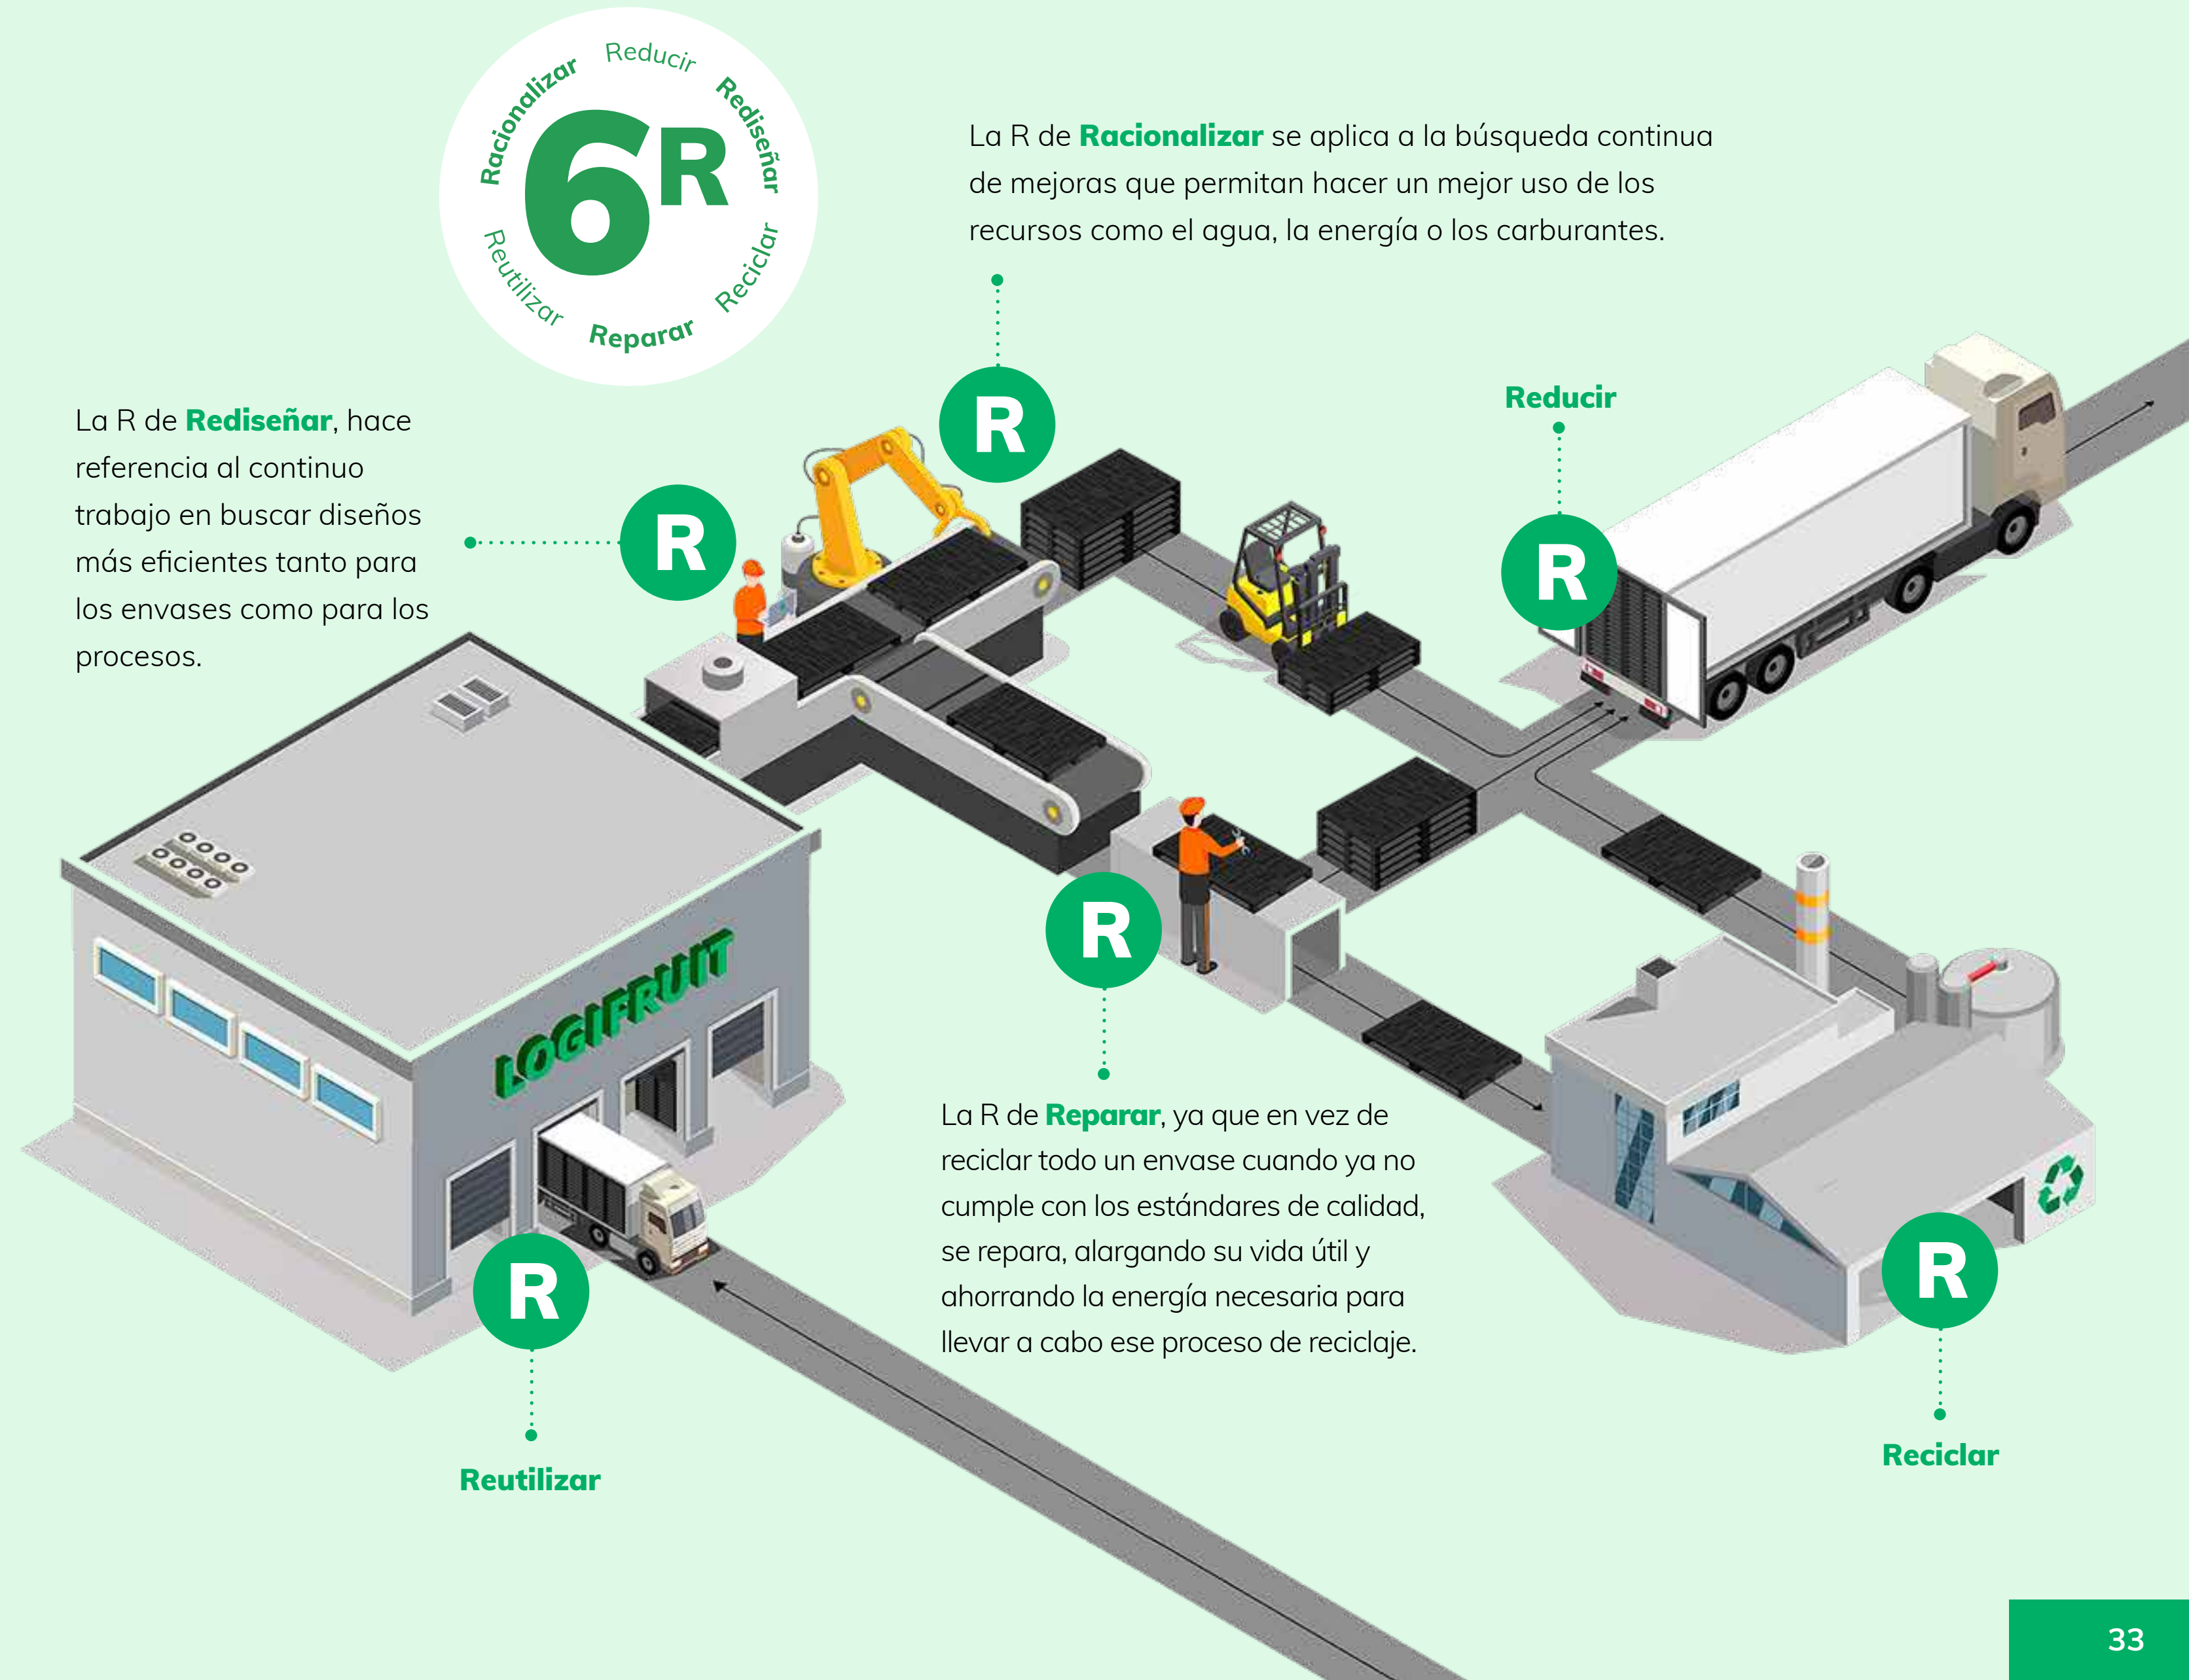 Racionalizar
Reducir
Rediseñar
Reciclar
Reparar
Reutilizar
6R
La R de Racionalizar se aplica a la búsqueda continua
de mejoras que permitan hacer un mejor uso de los
recursos como el agua, la energía o los carburantes.
R
La R de Rediseñar, hace
referencia al continuo
trabajo en buscar diseños
más eficientes tanto para
los envases como para los
procesos.
R
Reducir
R
LOGIFRUIT
R
La R de Reparar, ya que en vez de
reciclar todo un envase cuando ya no
cumple con los estándares de calidad,
se repara, alargando su vida útil y
ahorrando la energía necesaria para
llevar a cabo ese proceso de reciclaje.
R
Reutilizar
R
Reciclar
33